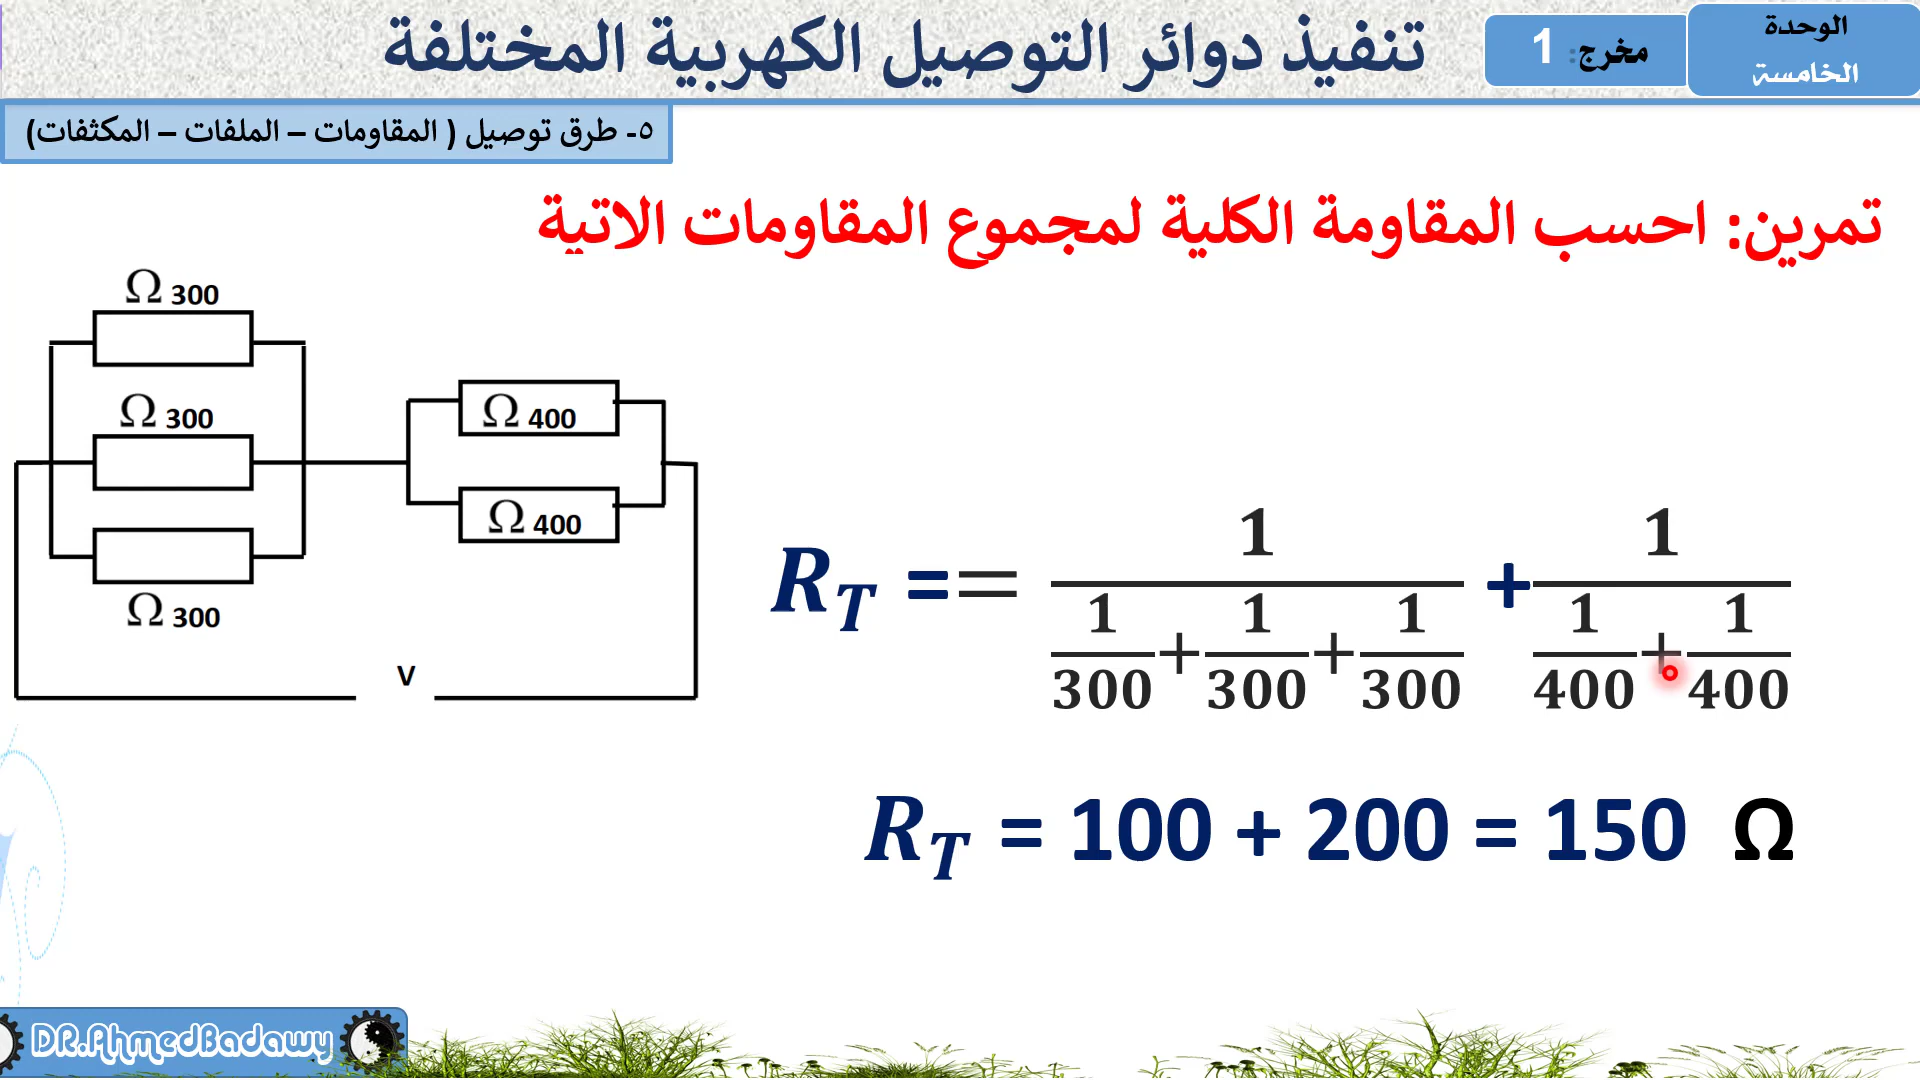 الوحدة
الخامسة
مخرج: 1
تنفيذ دوائر التوصيل الكهربية المختلفة
٥- طرق توصيل ( المقاومات – الملفات – المكثفات)
تمرين: احسب المقاومة الكلية لمجموع المقاومات الاتية
Ω 300
Ω 300
Ω 300
Ω 400
Ω 400
V
R_T == 1/(1/300+1/300+1/300) + 1/(1/400+1/400)
R_T = 100 + 200 = 150 Ω
DR.AhmedBadawy